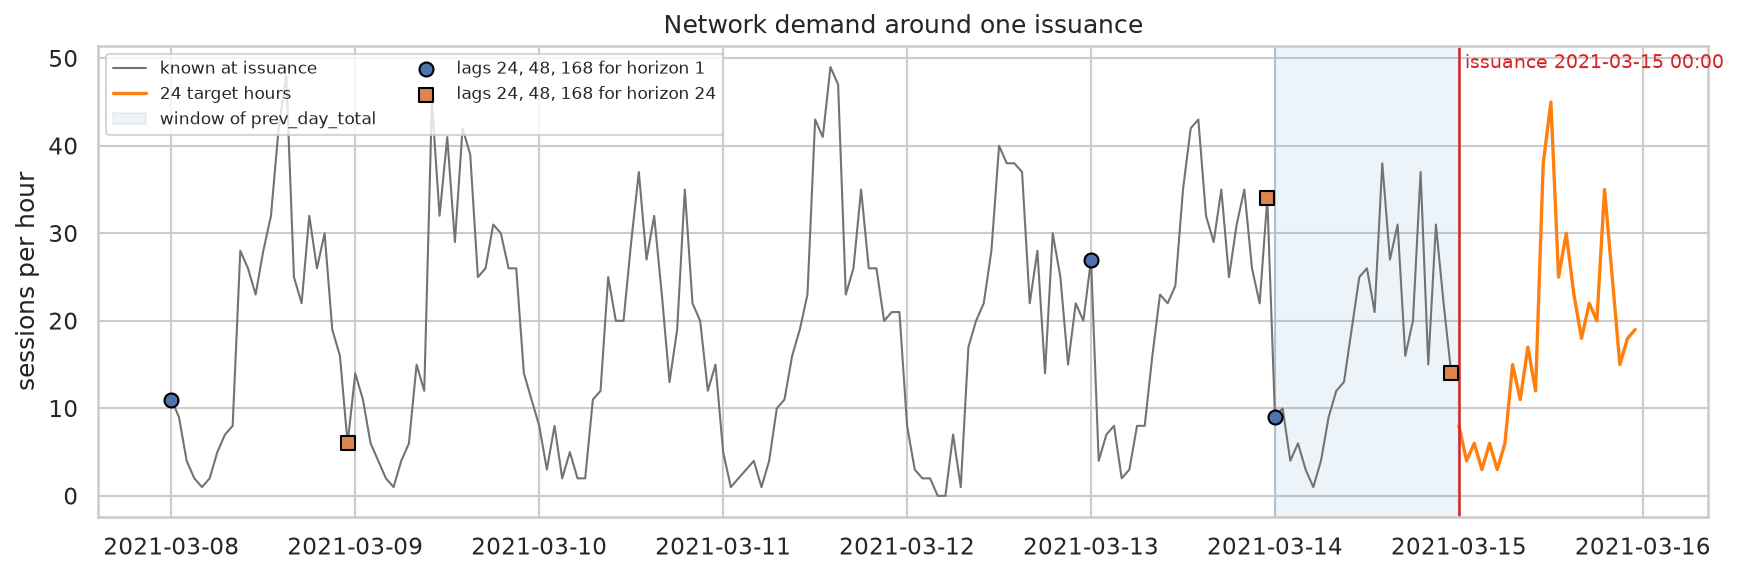 Network demand around one issuance
sessions per hour
50
40
30
20
10
0
known at issuance
24 target hours
window of prev_day_total
lags 24, 48, 168 for horizon 1
lags 24, 48, 168 for horizon 24
issuance 2021-03-15 00:00
2021-03-08
2021-03-09
2021-03-10
2021-03-11
2021-03-12
2021-03-13
2021-03-14
2021-03-15
2021-03-16